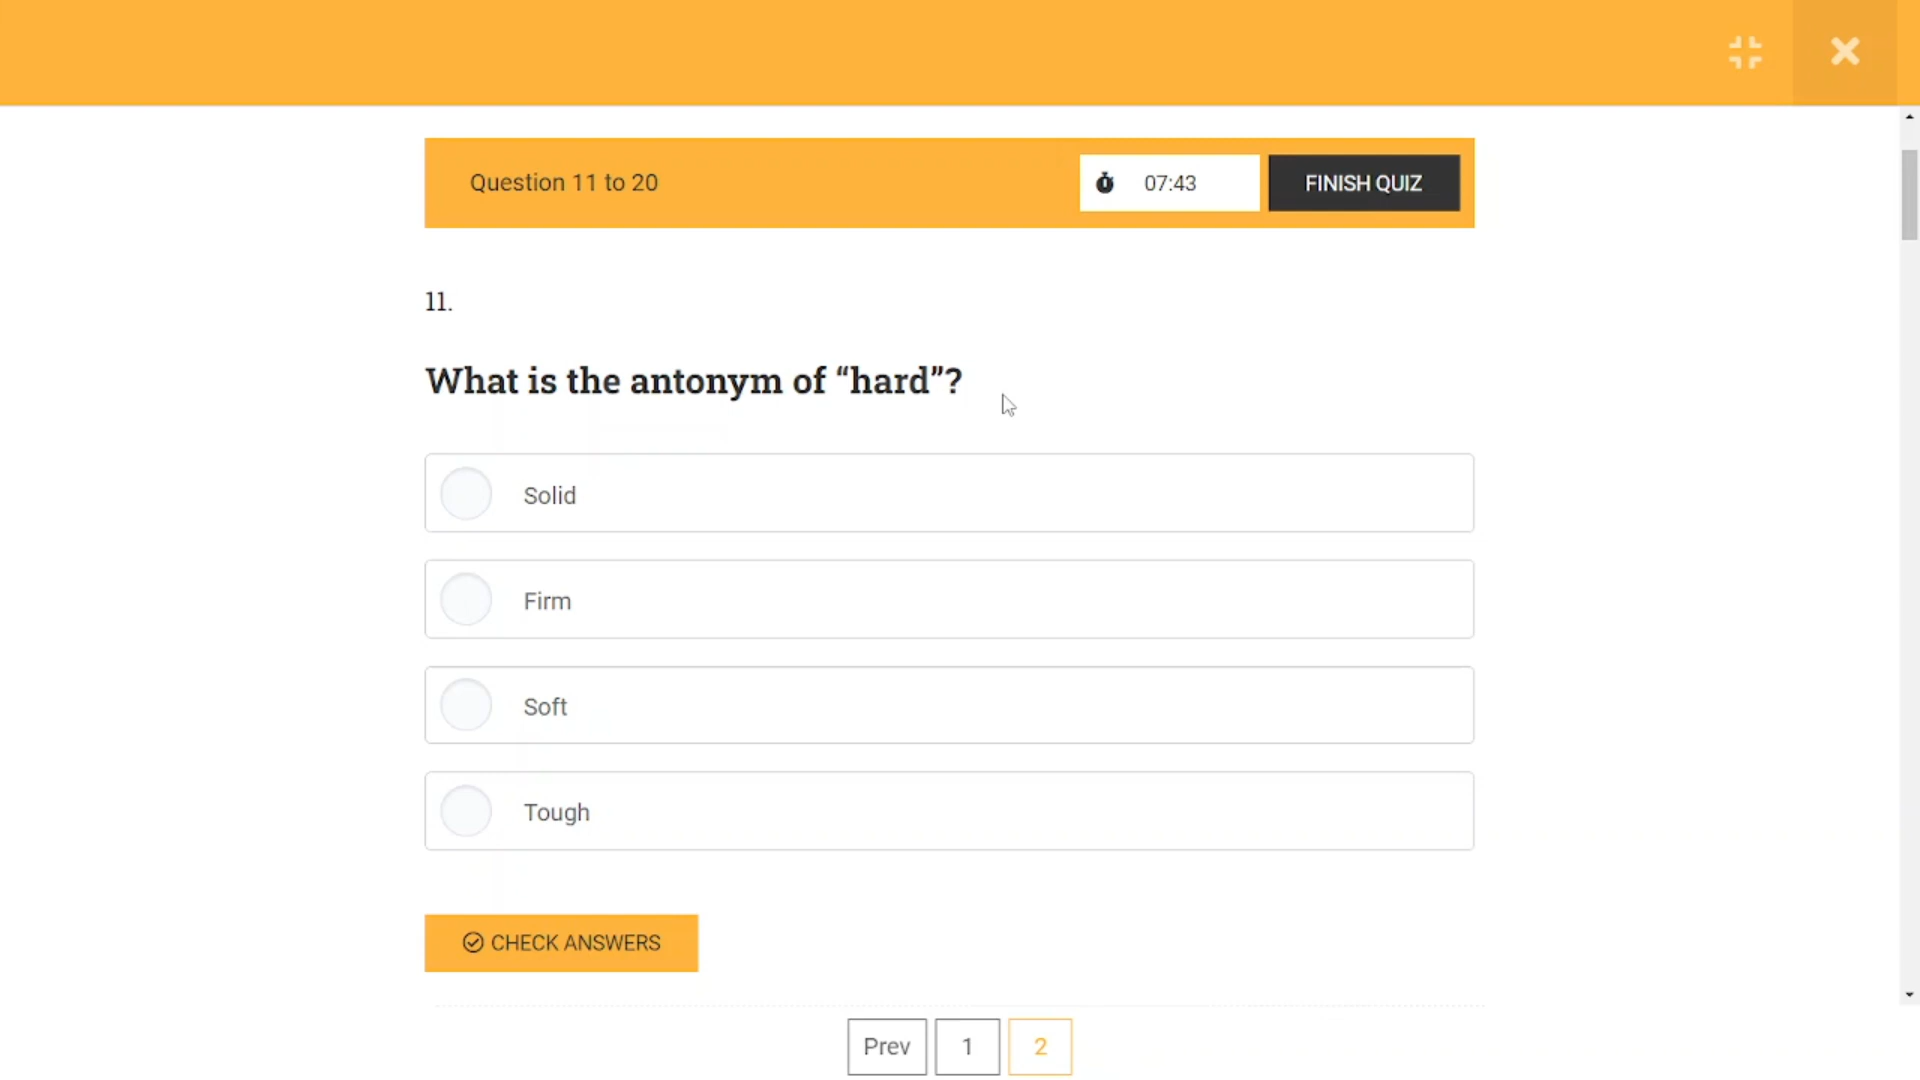 Question 11 to 20
07:43
FINISH QUIZ
11.
What is the antonym of “hard”?
Solid
Firm
Soft
Tough
CHECK ANSWERS
Prev 1 2